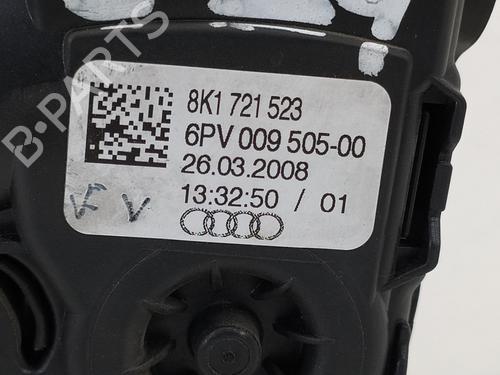 B-PARTS
8K1 721 523
6PV 009 505-00
26.03.2008
13:32:50 / 01